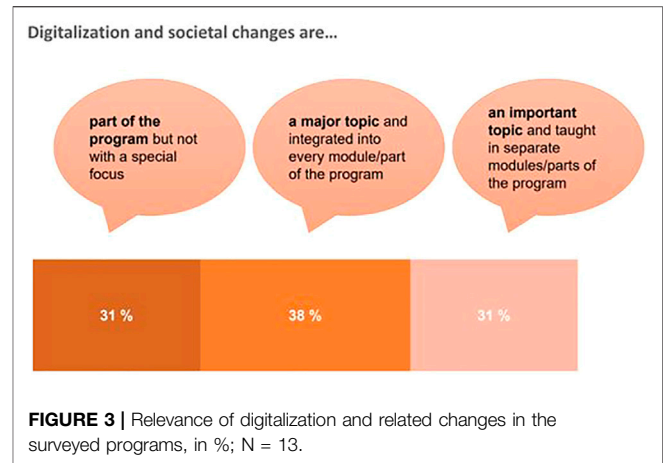 Digitalization and societal changes are...
part of the
program but not
with a special
focus
a major topic and
integrated into
every module/part
of the program
an important
topic and taught
in separate
modules/parts of
the program
31 %
38 %
31 %
FIGURE 3 | Relevance of digitalization and related changes in the
surveyed programs, in %; N = 13.